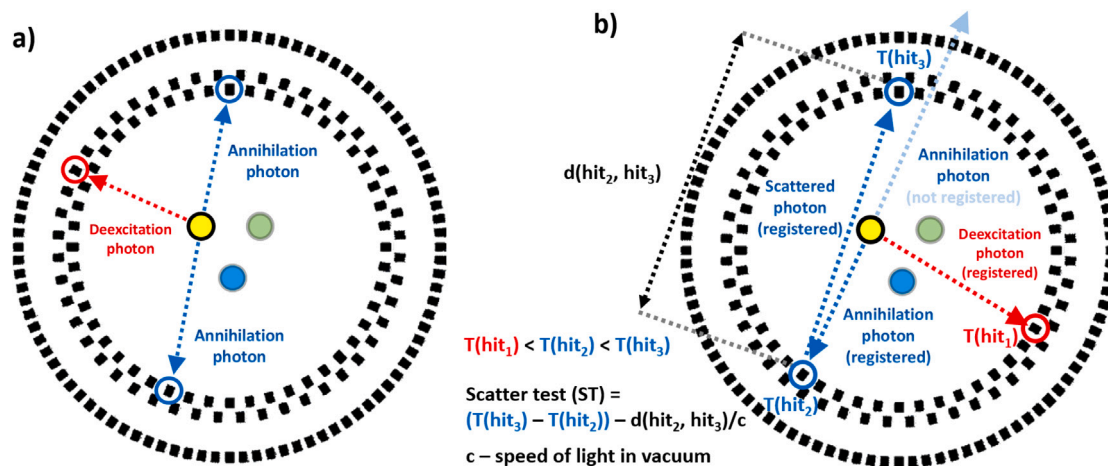 a)
Annihilation
photon
Deexcitation
photon
Annihilation
photon
b)
T(hit₃)
d(hit₂, hit₃)
Scattered
photon
(registered)
Annihilation
photon
(not registered)
Deexcitation
photon
(registered)
Annihilation
photon
(registered)
T(hit₁)
T(hit₂)
T(hit₁) < T(hit₂) < T(hit₃)
Scatter test (ST) =
(T(hit₃) – T(hit₂)) – d(hit₂, hit₃)/c
c – speed of light in vacuum